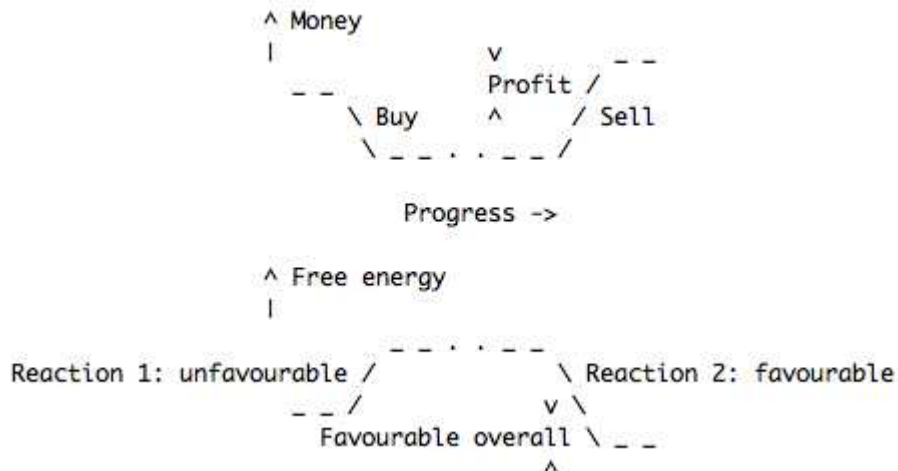 ^ Money
| v _ _
_ _ Profit /
\ Buy ^ / Sell
\ _ _ . . _ _ /
Progress ->
^ Free energy
|
_ _ . . _ _
Reaction 1: unfavourable / \ Reaction 2: favourable
_ _ / v \
Favourable overall \ _ _
^